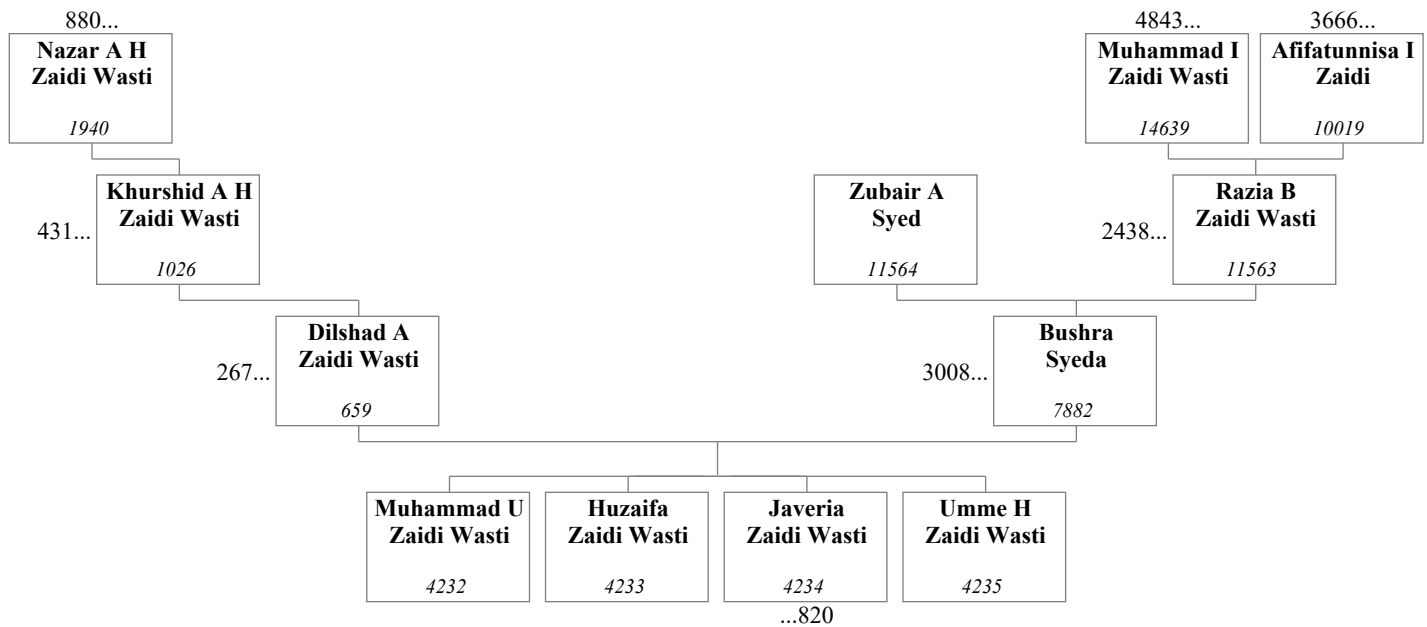 880...
4843...
3666...
Nazar A H
Zaidi Wasti
1940
Muhammad I
Zaidi Wasti
14639
Afifatunnisa I
Zaidi
10019
431...
Khurshid A H
Zaidi Wasti
1026
Zubair A
Syed
11564
2438...
Razia B
Zaidi Wasti
11563
267...
Dilshad A
Zaidi Wasti
659
3008...
Bushra
Syeda
7882
Muhammad U
Zaidi Wasti
4232
Huzaifa
Zaidi Wasti
4233
Javeria
Zaidi Wasti
4234
Umme H
Zaidi Wasti
4235
...820